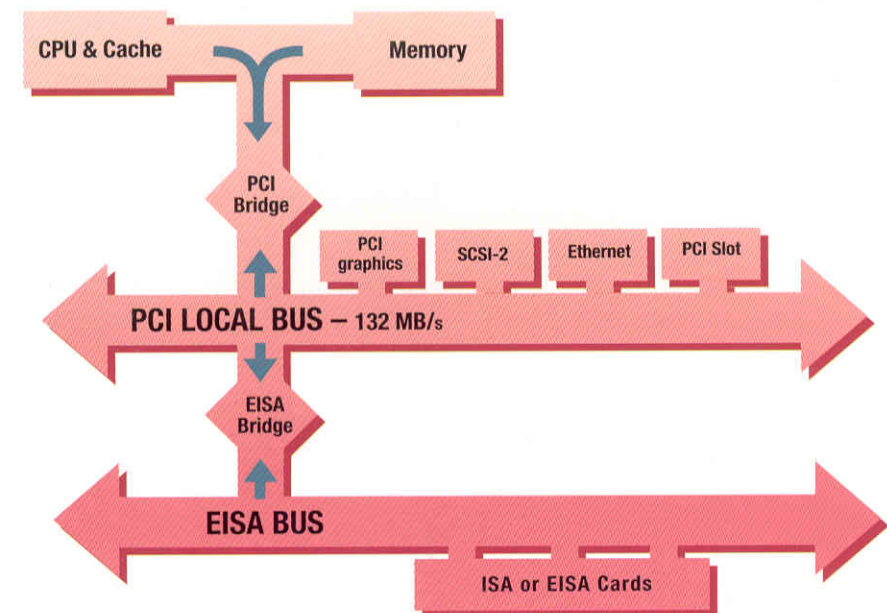 CPU & Cache
Memory
PCI
Bridge
PCI
graphics
SCSI-2
Ethernet
PCI Slot
PCI LOCAL BUS – 132 MB/s
EISA
Bridge
EISA BUS
ISA or EISA Cards